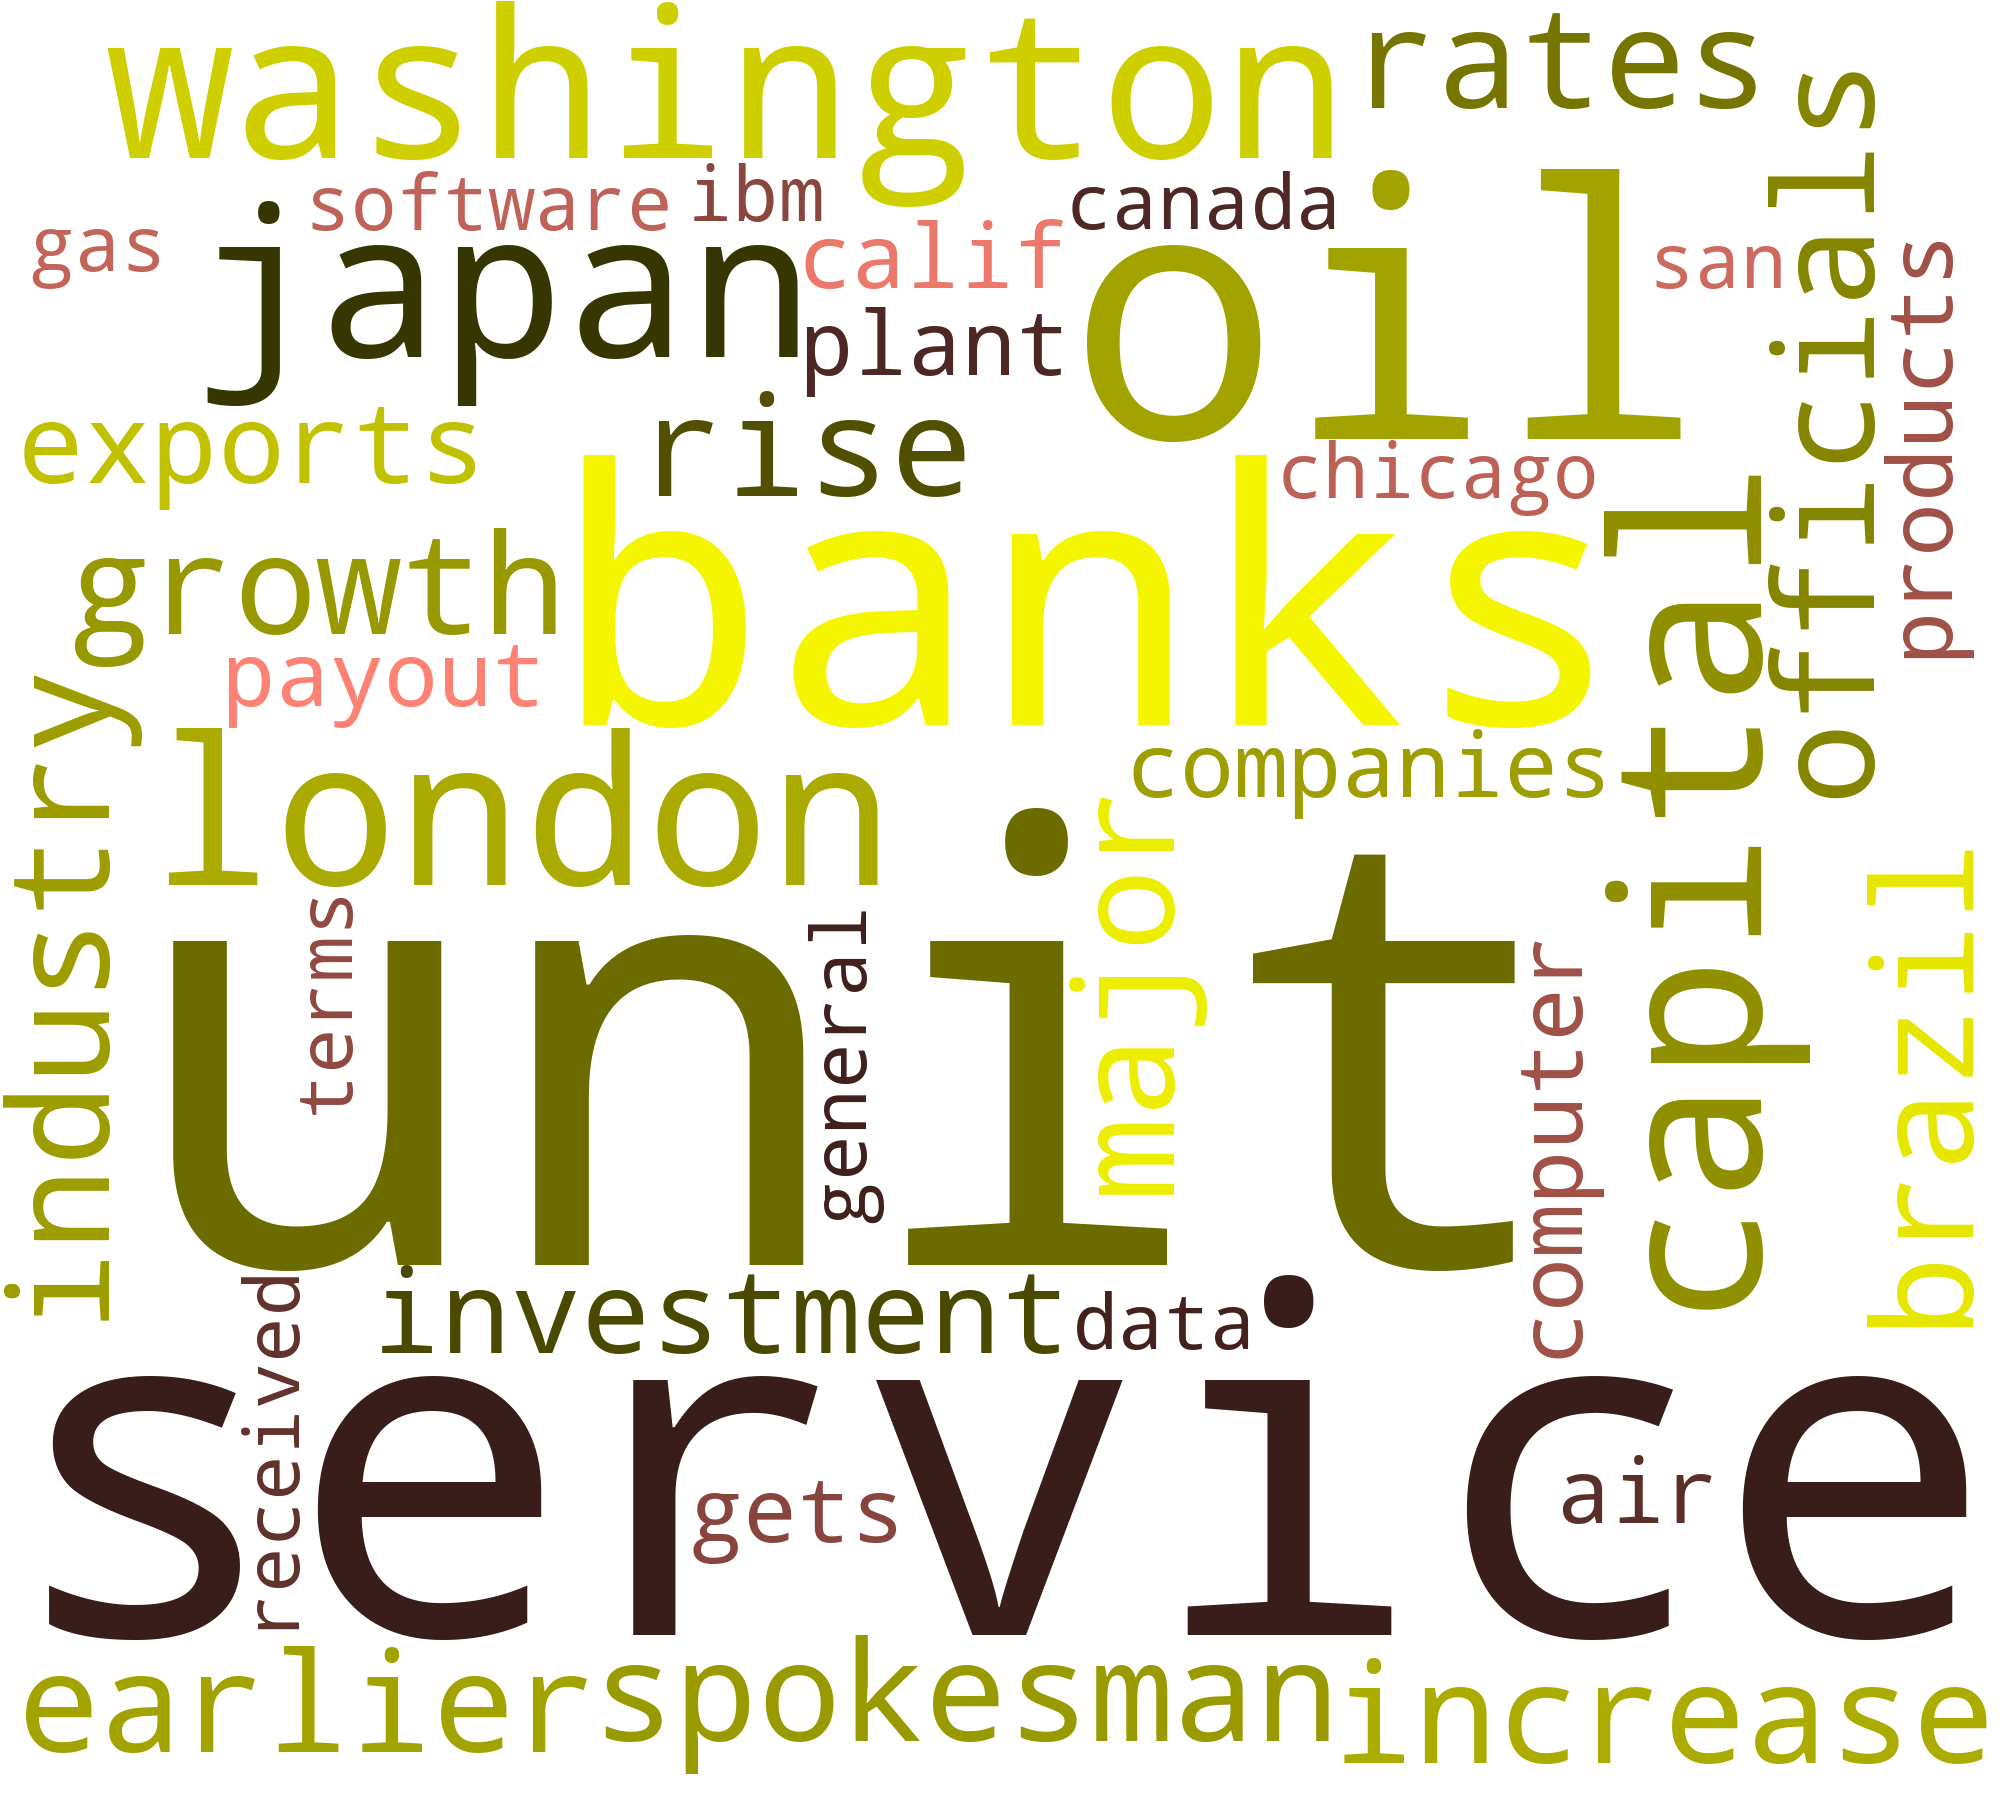 washington
rates
officials
software
ibm
canada
gas
japan
calif
oil
san
products
plant
exports
rise
chicago
growth
banks
capital
payout
industry
london
companies
unit
major
brazil
terms
general
computer
investment
data
received
service
gets
air
earlier
spokesman
increase